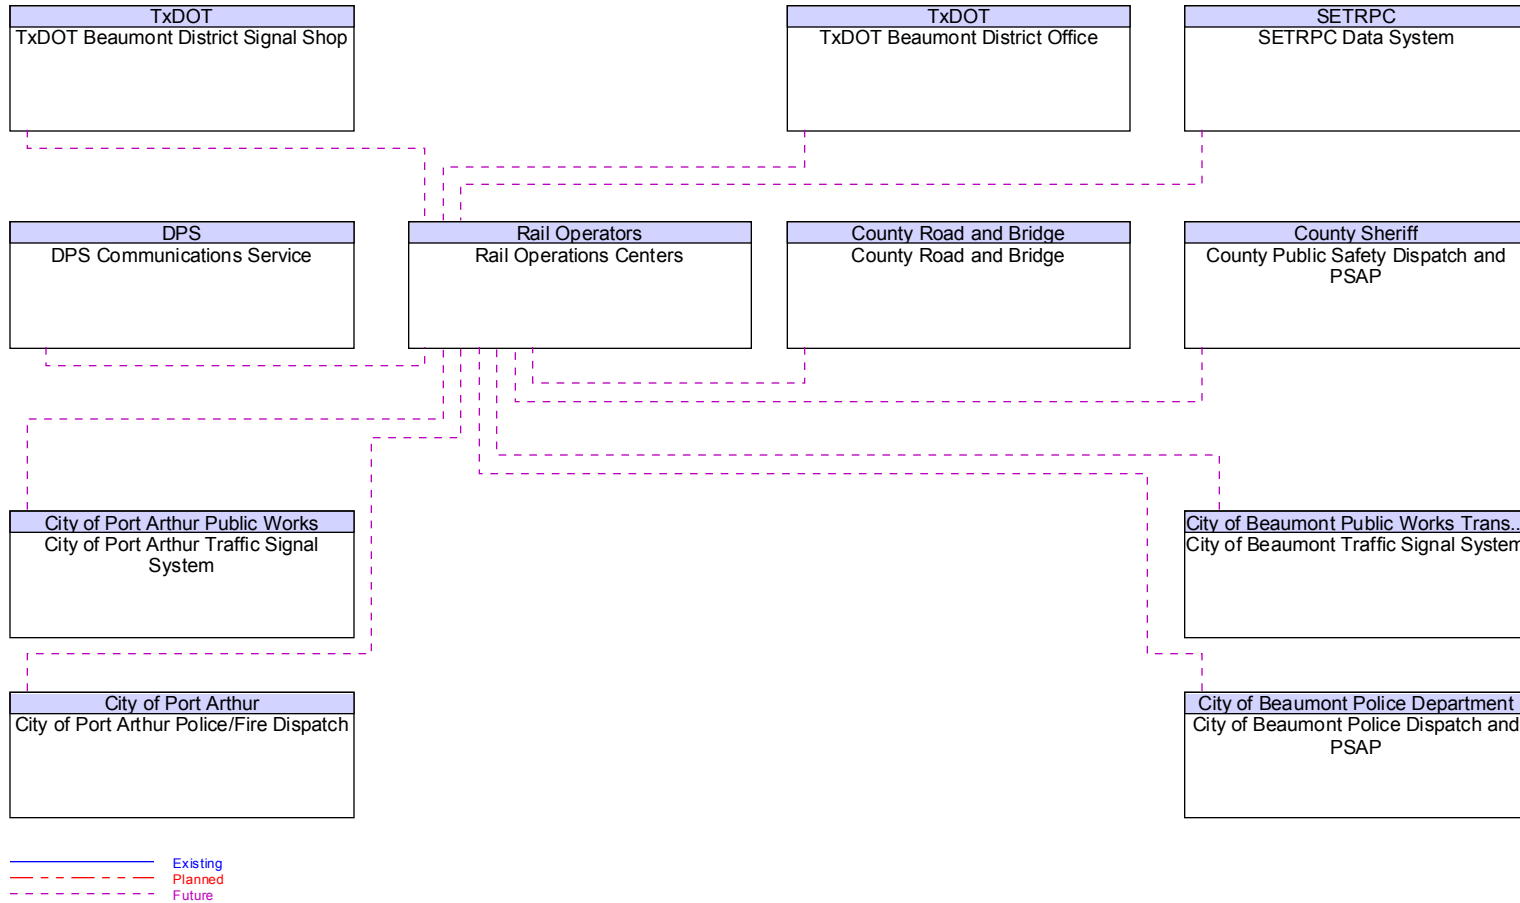 TxDOT
TxDOT Beaumont District Signal Shop
TxDOT
TxDOT Beaumont District Office
SETRPC
SETRPC Data System
DPS
DPS Communications Service
Rail Operators
Rail Operations Centers
County Road and Bridge
County Road and Bridge
County Sheriff
County Public Safety Dispatch and
PSAP
City of Port Arthur Public Works
City of Port Arthur Traffic Signal
System
City of Beaumont Public Works Trans..
City of Beaumont Traffic Signal System
City of Port Arthur
City of Port Arthur Police/Fire Dispatch
City of Beaumont Police Department
City of Beaumont Police Dispatch and
PSAP
Existing
Planned
Future